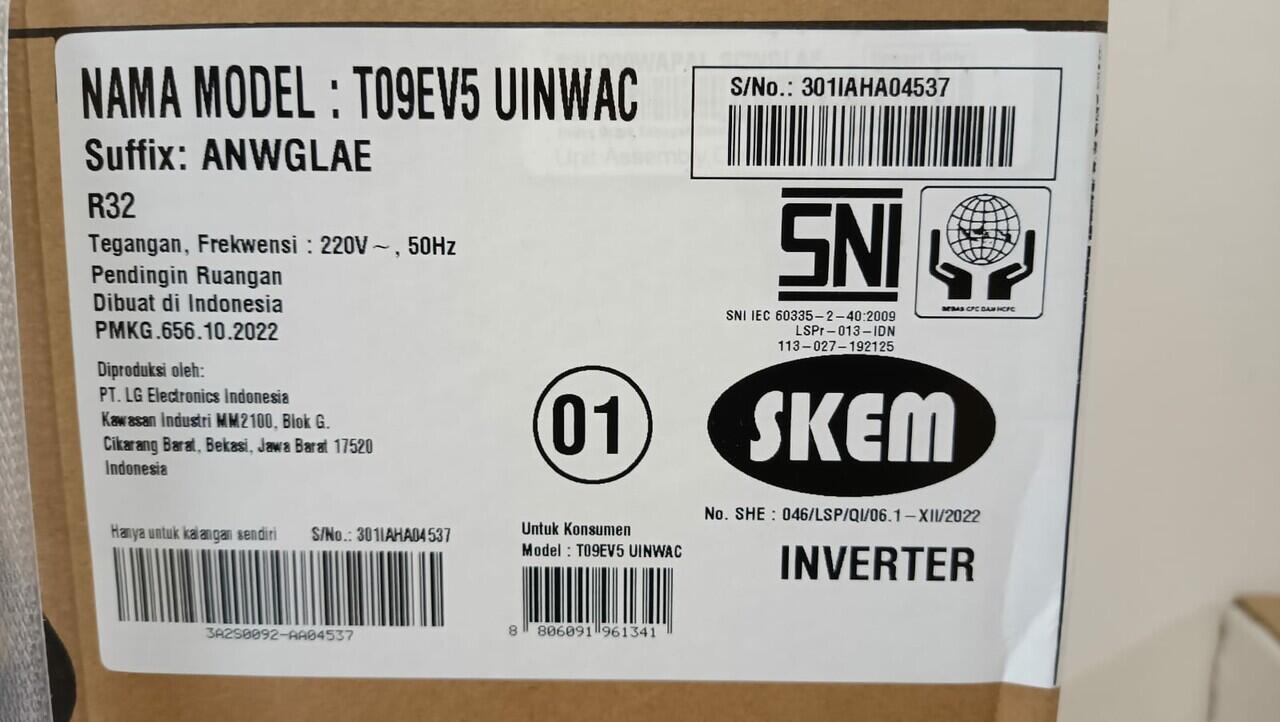 NAMA MODEL : T09EV5 UINWAC
Suffix: ANWGLAE
R32
Tegangan, Frekwensi : 220V ~ , 50Hz
Pendingin Ruangan
Dibuat di Indonesia
PMKG.656.10.2022
Diproduksi oleh:
PT. LG Electronics Indonesia
Kawasan Industri MM2100, Blok G.
Cikarang Barat, Bekasi, Jawa Barat 17520
Indonesia
Hanya untuk kalangan sendiri S/No.: 301IAHA04537
3A2S0092-AA04537
01
Untuk Konsumen
Model : T09EV5 UINWAC
8 806091 961341
S/No.: 301IAHA04537
SNI
BEBAS CFC DAN HCFC
SNI IEC 60335-2-40:2009
LSPr-013-IDN
113-027-192125
SKEM
No. SHE : 046/LSP/QI/06.1-XII/2022
INVERTER